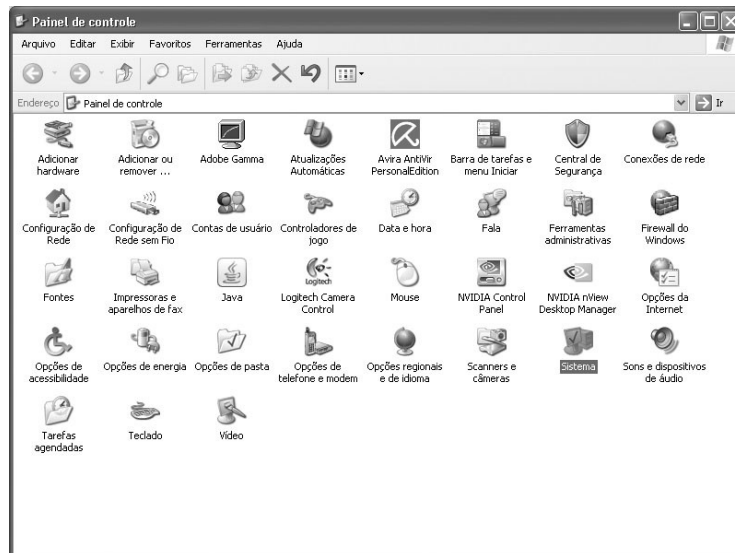 Painel de controle
Arquivo Editar Exibir Favoritos Ferramentas Ajuda
Endereço Painel de controle Ir
Adicionar hardware
Adicionar ou remover ...
Adobe Gamma
Atualizações Automáticas
Avira AntiVir PersonalEdition
Barra de tarefas e menu Iniciar
Central de Segurança
Conexões de rede
Configuração de Rede
Configuração de Rede sem Fio
Contas de usuário
Controladores de jogo
Data e hora
Fala
Ferramentas administrativas
Firewall do Windows
Fontes
Impressoras e aparelhos de fax
Java
Logitech
Logitech Camera Control
Mouse
NVIDIA Control Panel
NVIDIA nView Desktop Manager
Opções da Internet
Opções de acessibilidade
Opções de energia
Opções de pasta
Opções de telefone e modem
Opções regionais e de idioma
Scanners e câmeras
Sistema
Sons e dispositivos de áudio
Tarefas agendadas
Teclado
Vídeo